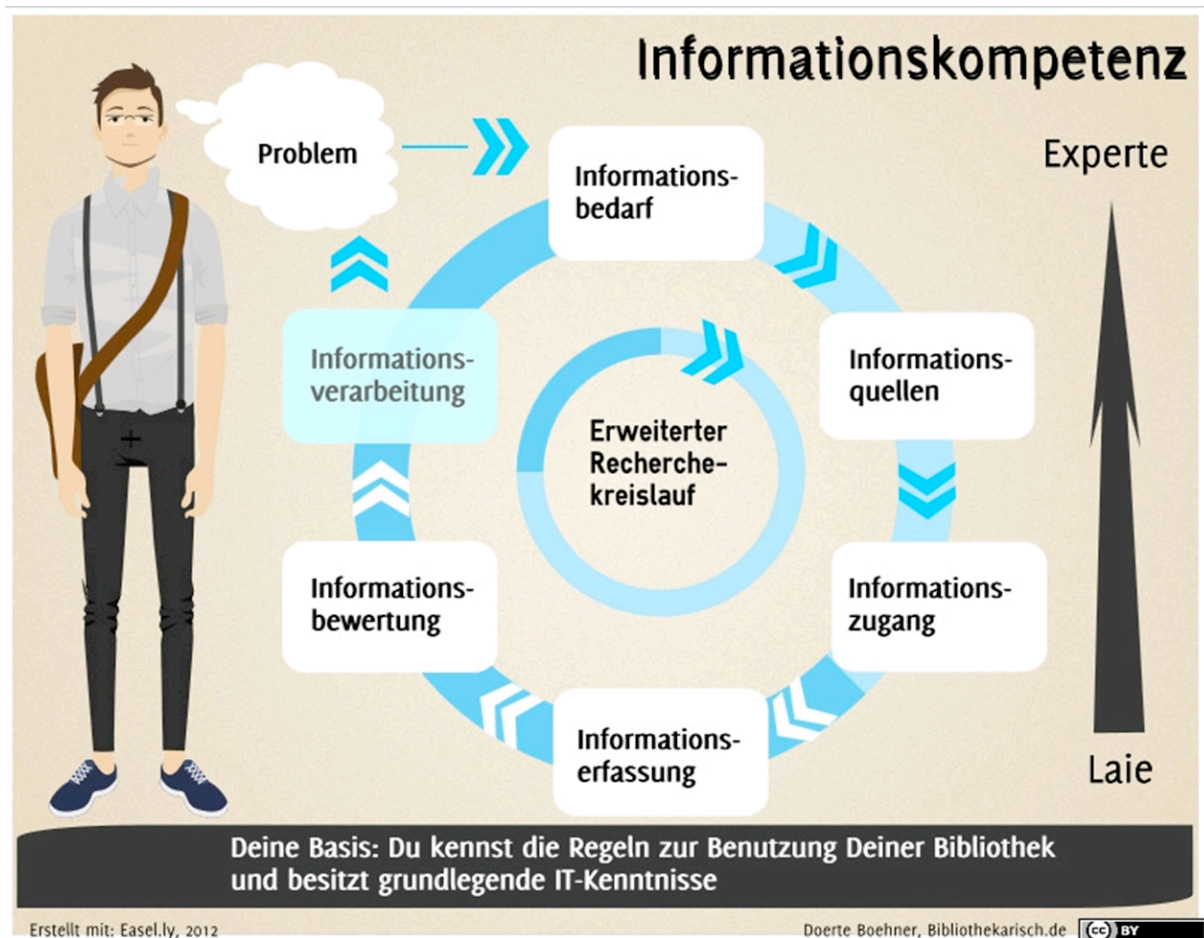 Informationskompetenz
Problem
Informations-
bedarf
Informations-
quellen
Informations-
zugang
Informations-
erfassung
Informations-
bewertung
Informations-
verarbeitung
Erweiterter
Recherche-
kreislauf
Experte
Laie
Deine Basis: Du kennst die Regeln zur Benutzung Deiner Bibliothek
und besitzt grundlegende IT-Kenntnisse
Erstellt mit: Easel.ly, 2012
Doerte Boehner, Bibliothekarisch.de
cc BY